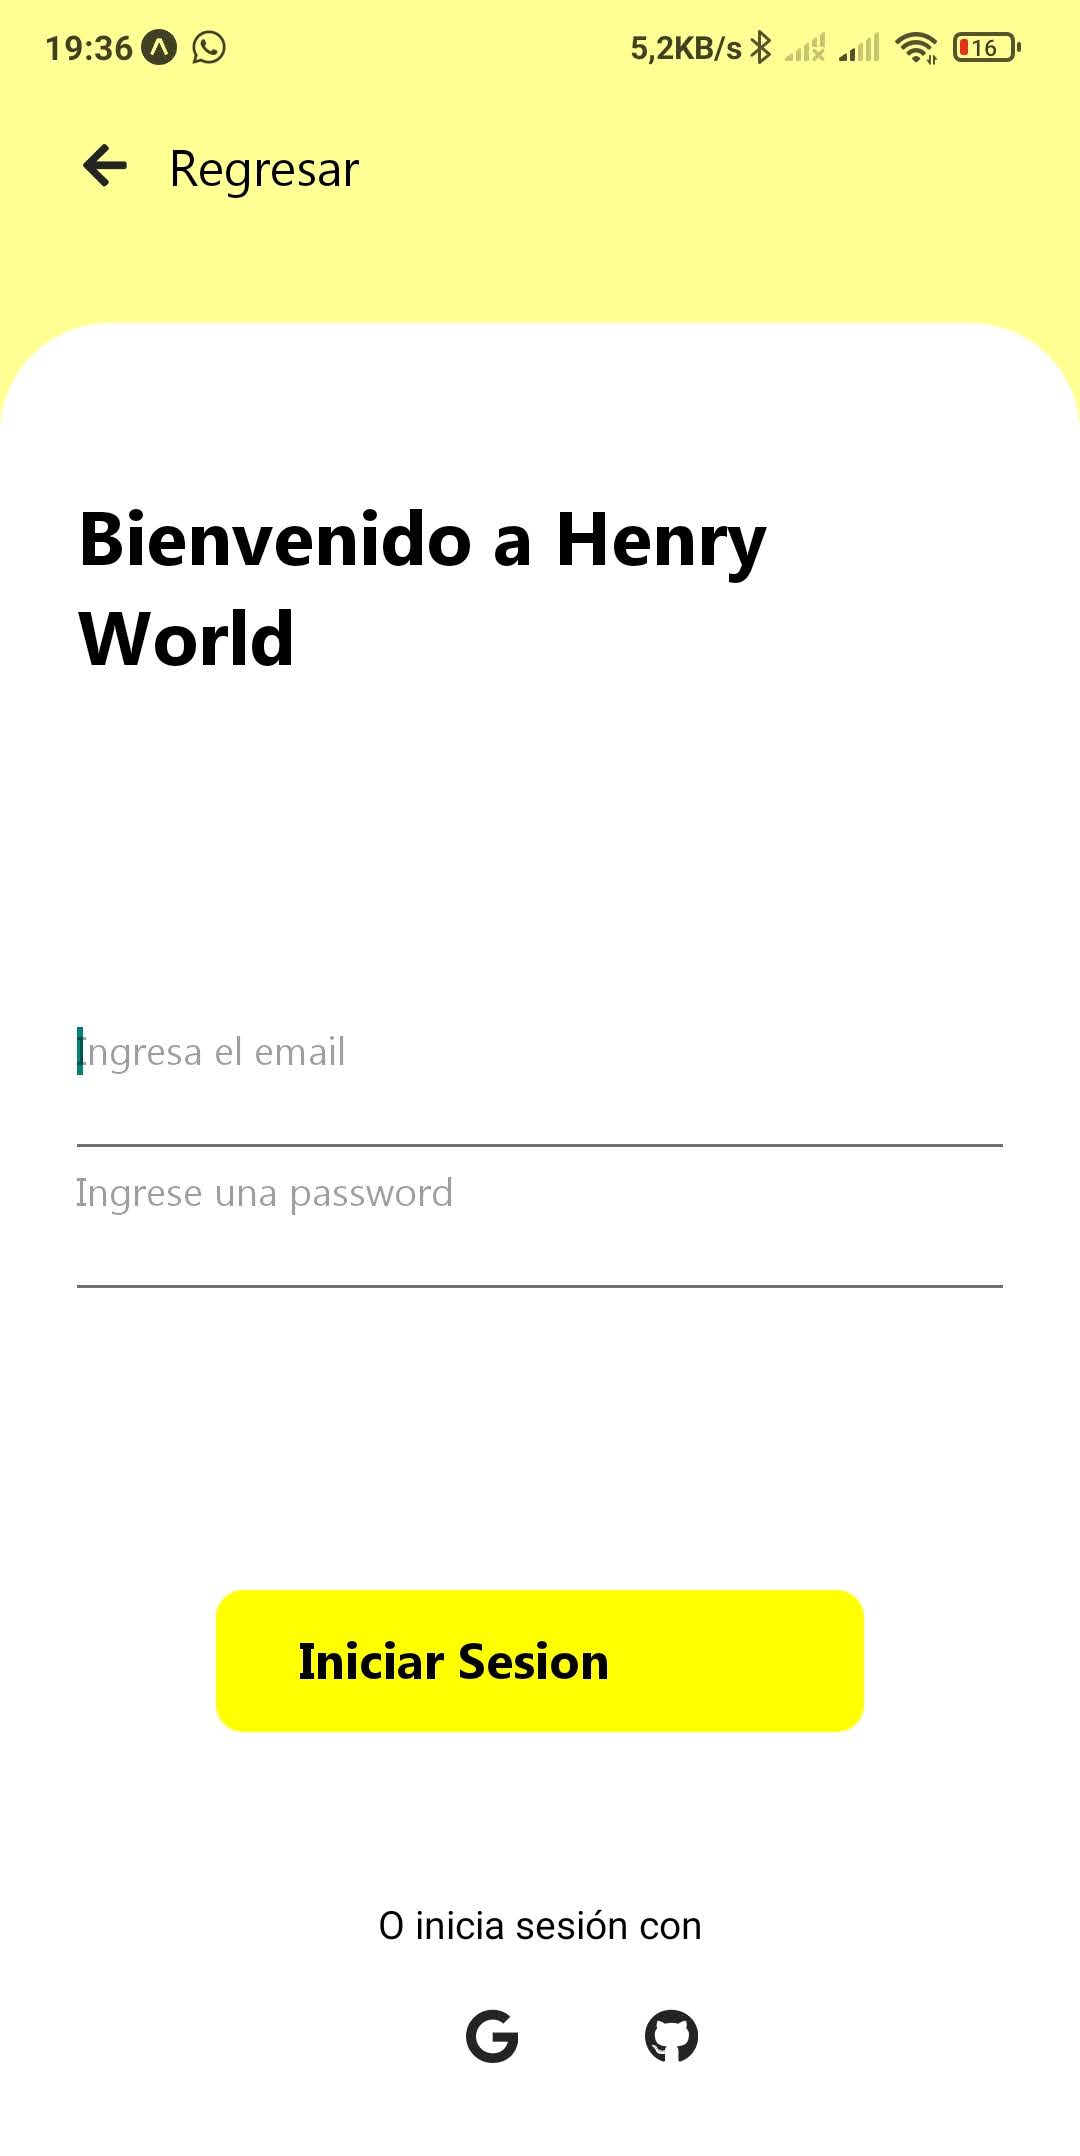 19:36 5,2KB/s 16
Regresar
Bienvenido a Henry
World
Ingresa el email
Ingrese una password
Iniciar Sesion
O inicia sesión con